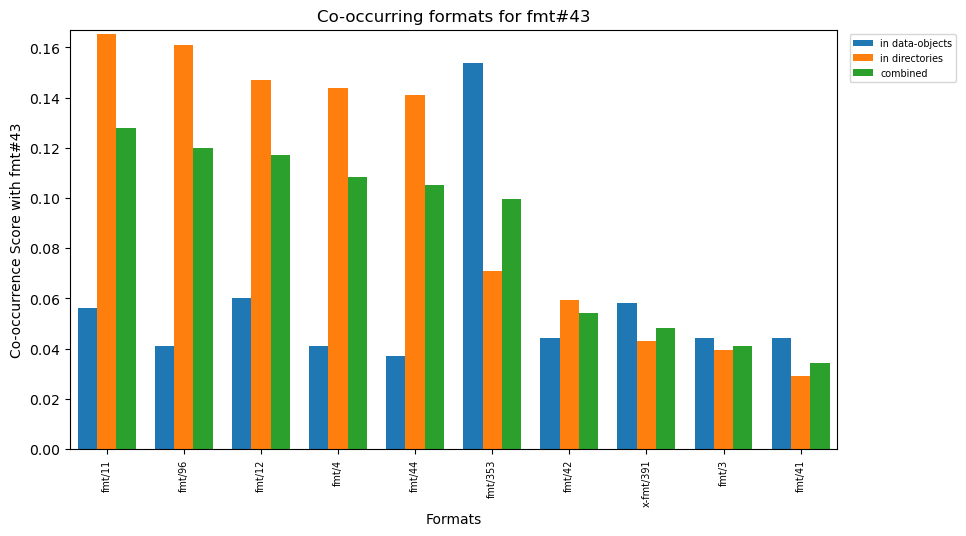 Co-occurring formats for fmt#43
Co-occurrence Score with fmt#43
0.16
0.14
0.12
0.10
0.08
0.06
0.04
0.02
0.00
fmt/11
fmt/96
fmt/12
fmt/4
fmt/44
fmt/353
fmt/42
x-fmt/391
fmt/3
fmt/41
Formats
in data-objects
in directories
combined